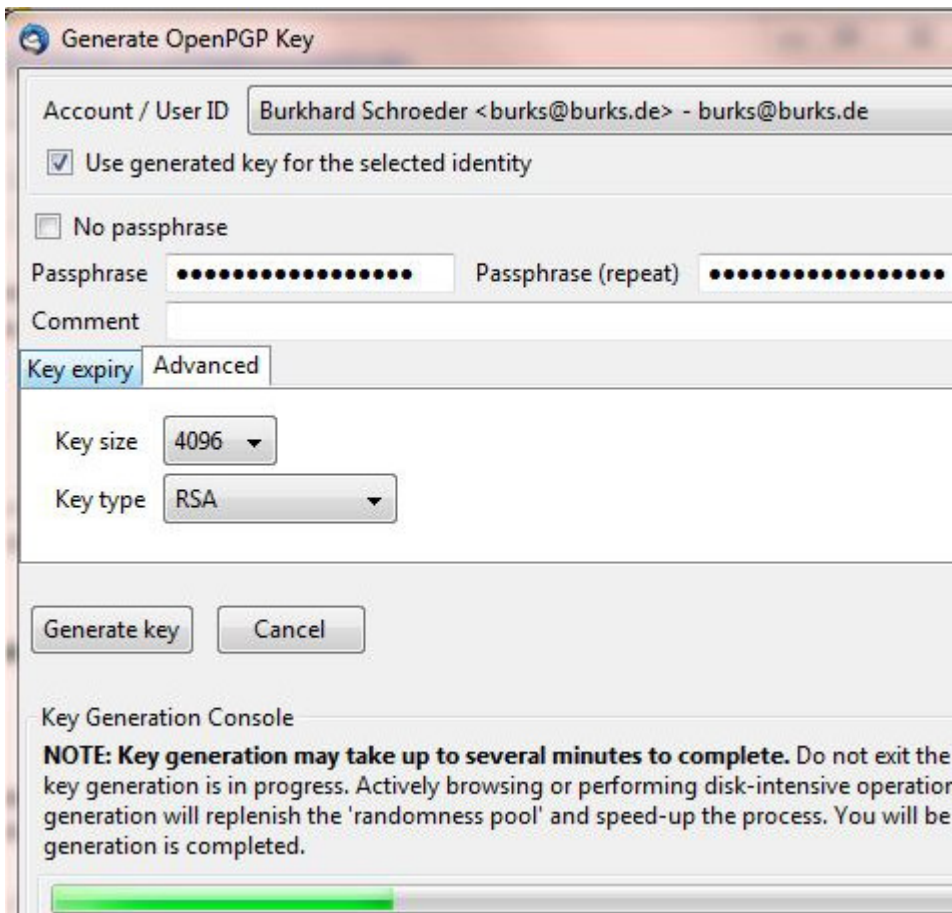 Generate OpenPGP Key
Account / User ID Burkhard Schroeder <burks@burks.de> - burks@burks.de
Use generated key for the selected identity
No passphrase
Passphrase ••••••••••••••••• Passphrase (repeat) •••••••••••••••••
Comment
Key expiry Advanced
Key size 4096
Key type RSA
Generate key Cancel
Key Generation Console
NOTE: Key generation may take up to several minutes to complete. Do not exit the
key generation is in progress. Actively browsing or performing disk-intensive operation
generation will replenish the 'randomness pool' and speed-up the process. You will be
generation is completed.